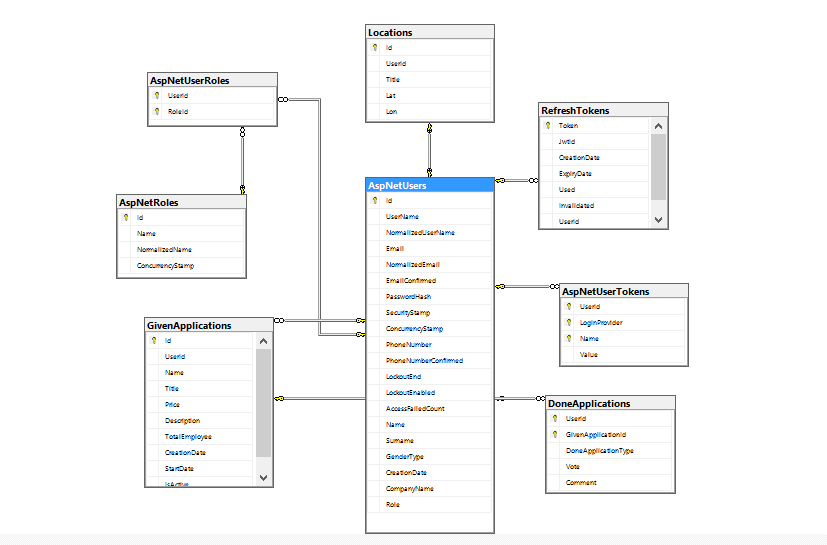 Locations
Id
UserId
Title
Lat
Lon
AspNetUserRoles
UserId
RoleId
RefreshTokens
Token
JwtId
CreationDate
ExpiryDate
Used
Invalidated
UserId
AspNetUsers
Id
UserName
NormalizedUserName
Email
NormalizedEmail
EmailConfirmed
PasswordHash
SecurityStamp
ConcurrencyStamp
PhoneNumber
PhoneNumberConfirmed
LockoutEnd
LockoutEnabled
AccessFailedCount
Name
Surname
GenderType
CreationDate
CompanyName
Role
AspNetRoles
Id
Name
NormalizedName
ConcurrencyStamp
AspNetUserTokens
UserId
LoginProvider
Name
Value
GivenApplications
Id
UserId
Name
Title
Price
Description
TotalEmployee
CreationDate
StartDate
IsActive
DoneApplications
UserId
GivenApplicationId
DoneApplicationType
Vote
Comment